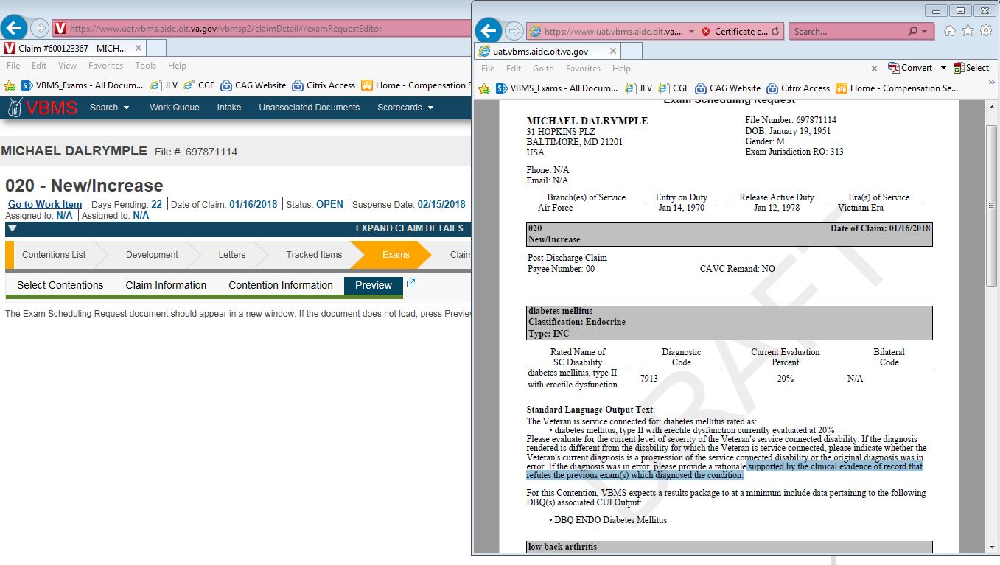 https://www.uat.vbms.aide.oit.va.gov/vbmsp2/claimDetail#/examRequestEditor
Claim #600123367 - MICH...
File Edit View Favorites Tools Help
VBMS_Exams - All Docum... JLV CGE CAG Website Citrix Access Home - Compensation S
VBMS Search Work Queue Intake Unassociated Documents Scorecards
MICHAEL DALRYMPLE File #: 697871114
020 - New/Increase
Go to Work Item Days Pending: 22 Date of Claim: 01/16/2018 Status: OPEN Suspense Date: 02/15/2018
Assigned to: N/A Assigned to: N/A
EXPAND CLAIM DETAILS
Contentions List Development Letters Tracked Items Exams Claim
Select Contentions Claim Information Contention Information Preview
The Exam Scheduling Request document should appear in a new window. If the document does not load, press Preview
https://www.uat.vbms.aide.oit.va.... Certificate e... Search...
uat.vbms.aide.oit.va.gov
File Edit Go to Favorites Help
x Convert Select
VBMS_Exams - All Docum... JLV CGE CAG Website Citrix Access Home - Compensation Se...
Exam Scheduling Request
MICHAEL DALRYMPLE
31 HOPKINS PLZ
BALTIMORE, MD 21201
USA
File Number: 697871114
DOB: January 19, 1951
Gender: M
Exam Jurisdiction RO: 313
Phone: N/A
Email: N/A
Branch(es) of Service Entry on Duty Release Active Duty Era(s) of Service
Air Force Jan 14, 1970 Jan 12, 1978 Vietnam Era
020 Date of Claim: 01/16/2018
New/Increase
Post-Discharge Claim
Payee Number: 00 CAVC Remand: NO
diabetes mellitus
Classification: Endocrine
Type: INC
Rated Name of Diagnostic Current Evaluation Bilateral
SC Disability Code Percent Code
diabetes mellitus, type II
with erectile dysfunction 7913 20% N/A
Standard Language Output Text:
The Veteran is service connected for: diabetes mellitus rated as:
• diabetes mellitus, type II with erectile dysfunction currently evaluated at 20%
Please evaluate for the current level of severity of the Veteran's service connected disability. If the diagnosis
rendered is different from the disability for which the Veteran is service connected, please indicate whether the
Veteran's current diagnosis is a progression of the service connected disability or the original diagnosis was in
error. If the diagnosis was in error, please provide a rationale supported by the clinical evidence of record that
refutes the previous exam(s) which diagnosed the condition.
For this Contention, VBMS expects a results package to at a minimum include data pertaining to the following
DBQ(s) associated CUI Output:
• DBQ ENDO Diabetes Mellitus
low back arthritis
DRAFT